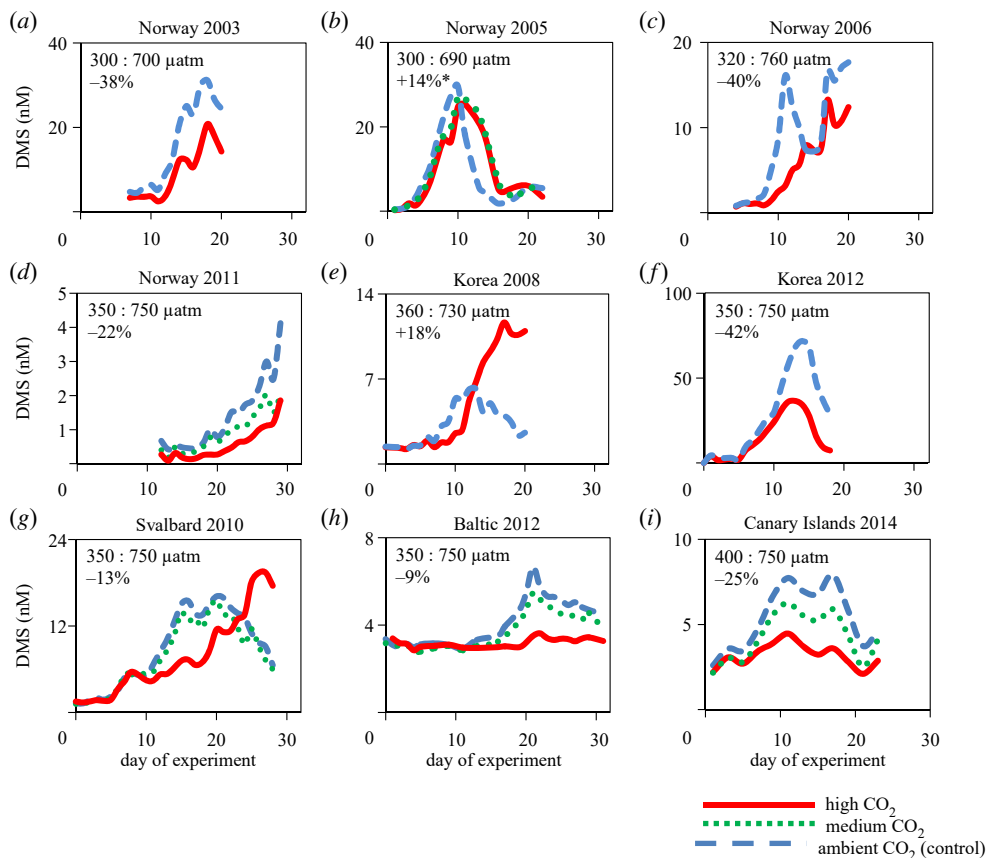 (a)
Norway 2003
40
300 : 700 µatm
–38%
20
DMS (nM)
0
10
20
30
(b)
Norway 2005
40
300 : 690 µatm
+14%*
20
0
10
20
30
(c)
Norway 2006
20
320 : 760 µatm
–40%
10
0
10
20
30
(d)
Norway 2011
5
350 : 750 µatm
–22%
4
3
2
1
DMS (nM)
0
10
20
30
(e)
Korea 2008
14
360 : 730 µatm
+18%
7
0
10
20
30
(f)
Korea 2012
100
350 : 750 µatm
–42%
50
0
10
20
30
(g)
Svalbard 2010
24
350 : 750 µatm
–13%
12
DMS (nM)
0
10
20
30
day of experiment
(h)
Baltic 2012
8
350 : 750 µatm
–9%
4
0
10
20
30
day of experiment
(i)
Canary Islands 2014
10
400 : 750 µatm
–25%
5
0
10
20
30
day of experiment
high CO2
medium CO2
ambient CO2 (control)